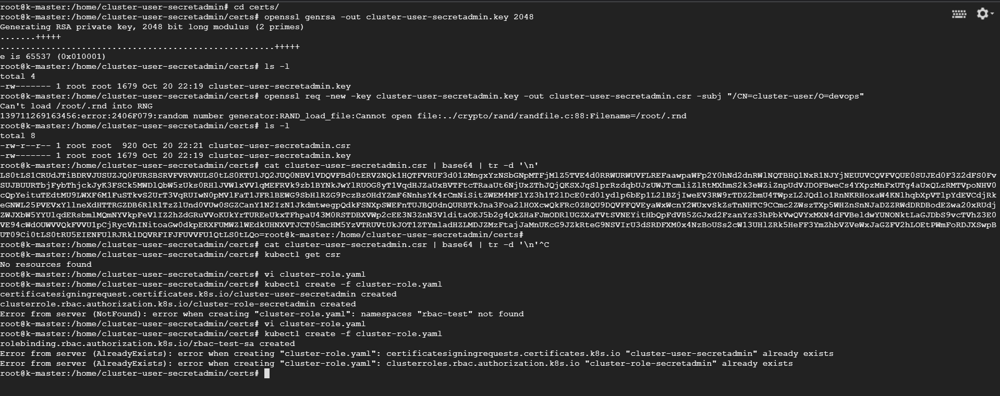 root@k-master:/home/cluster-user-secretadmin# cd certs/
root@k-master:/home/cluster-user-secretadmin/certs# openssl genrsa -out cluster-user-secretadmin.key 2048
Generating RSA private key, 2048 bit long modulus (2 primes)
.......+++++
......................................................+++++
e is 65537 (0x010001)
root@k-master:/home/cluster-user-secretadmin/certs# ls -l
total 4
-rw------- 1 root root 1679 Oct 20 22:19 cluster-user-secretadmin.key
root@k-master:/home/cluster-user-secretadmin/certs# openssl req -new -key cluster-user-secretadmin.key -out cluster-user-secretadmin.csr -subj "/CN=cluster-user/O=devops"
Can't load /root/.rnd into RNG
139711269163456:error:2406F079:random number generator:RAND_load_file:Cannot open file:../crypto/rand/randfile.c:88:Filename=/root/.rnd
root@k-master:/home/cluster-user-secretadmin/certs# ls -l
total 8
-rw-r--r-- 1 root root  920 Oct 20 22:21 cluster-user-secretadmin.csr
-rw------- 1 root root 1679 Oct 20 22:19 cluster-user-secretadmin.key
root@k-master:/home/cluster-user-secretadmin/certs# cat cluster-user-secretadmin.csr | base64 | tr -d '\n'
root@k-master:/home/cluster-user-secretadmin/certs#
root@k-master:/home/cluster-user-secretadmin/certs# cat cluster-user-secretadmin.csr | base64 | tr -d '\n'^C
root@k-master:/home/cluster-user-secretadmin/certs# kubectl get csr
No resources found
root@k-master:/home/cluster-user-secretadmin/certs# vi cluster-role.yaml
root@k-master:/home/cluster-user-secretadmin/certs# kubectl create -f cluster-role.yaml
certificatesigningrequest.certificates.k8s.io/cluster-user-secretadmin created
clusterrole.rbac.authorization.k8s.io/cluster-role-secretadmin created
Error from server (NotFound): error when creating "cluster-role.yaml": namespaces "rbac-test" not found
root@k-master:/home/cluster-user-secretadmin/certs# vi cluster-role.yaml
root@k-master:/home/cluster-user-secretadmin/certs# kubectl create -f cluster-role.yaml
rolebinding.rbac.authorization.k8s.io/rbac-test-sa created
Error from server (AlreadyExists): error when creating "cluster-role.yaml": certificatesigningrequests.certificates.k8s.io "cluster-user-secretadmin" already exists
Error from server (AlreadyExists): error when creating "cluster-role.yaml": clusterroles.rbac.authorization.k8s.io "cluster-role-secretadmin" already exists
root@k-master:/home/cluster-user-secretadmin/certs#